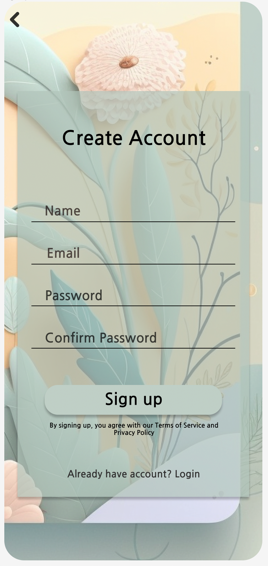 Create Account
Name
Email
Password
Confirm Password
Sign up
By signing up, you agree with our Terms of Service and
Privacy Policy
Already have account? Login